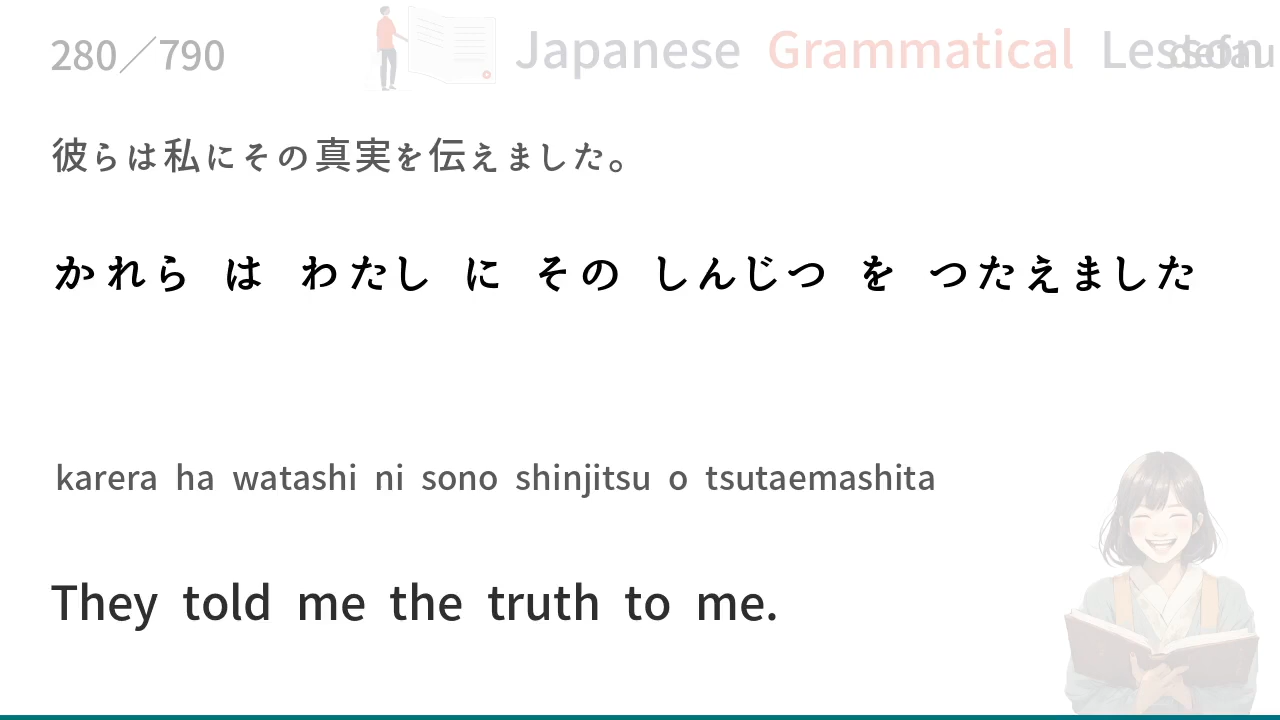 280／790
Japanese Grammatical Lesson
彼らは私にその真実を伝えました。
かれら は わたし に その しんじつ を つたえました
karera ha watashi ni sono shinjitsu o tsutaemashita
They told me the truth to me.